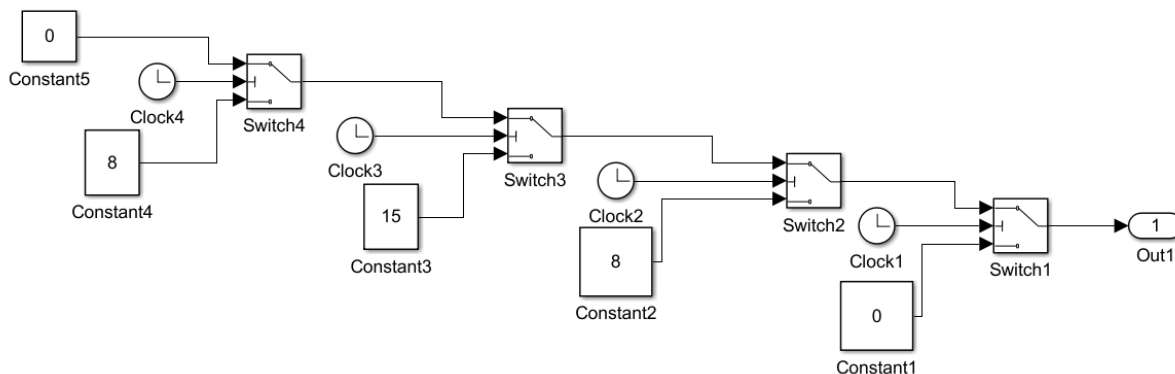 0
Constant5
Clock4
Switch4
8
Constant4
Clock3
Switch3
15
Constant3
Clock2
Switch2
8
Constant2
Clock1
Switch1
1
Out1
0
Constant1